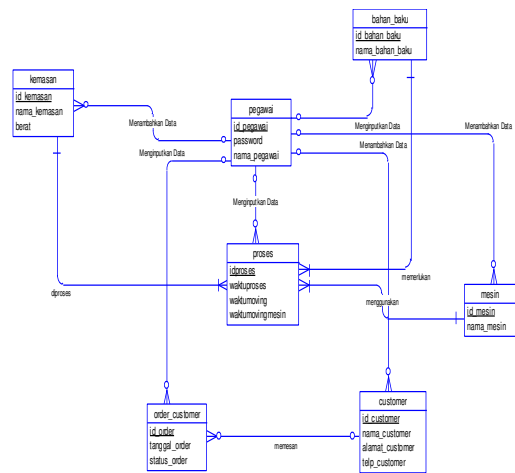 bahan_baku
id_bahan_baku
nama_bahan_baku
kemasan
id_kemasan
nama_kemasan
berat
pegawai
id_pegawai
password
nama_pegawai
Menambahkan Data
Menginputkan Data
Menambahkan Data
Menginputkan Data
Menambahkan Data
Menginputkan Data
proses
idproses
waktuproses
waktumoving
waktumovingmesin
diproses
memerlukan
menggunakan
mesin
id_mesin
nama_mesin
order_customer
id_order
tanggal_order
status_order
memesan
customer
id_customer
nama_customer
alamat_customer
telp_customer